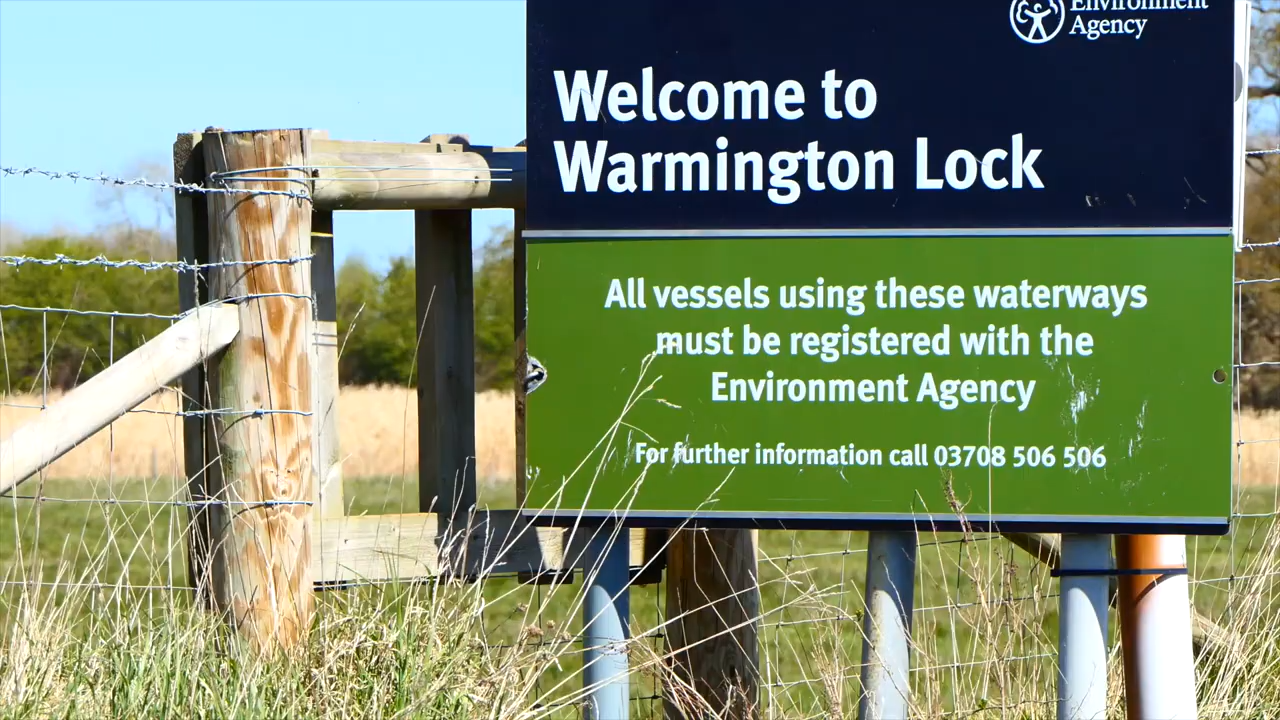 Environment
Agency
Welcome to
Warmington Lock
All vessels using these waterways
must be registered with the
Environment Agency
For further information call 03708 506 506